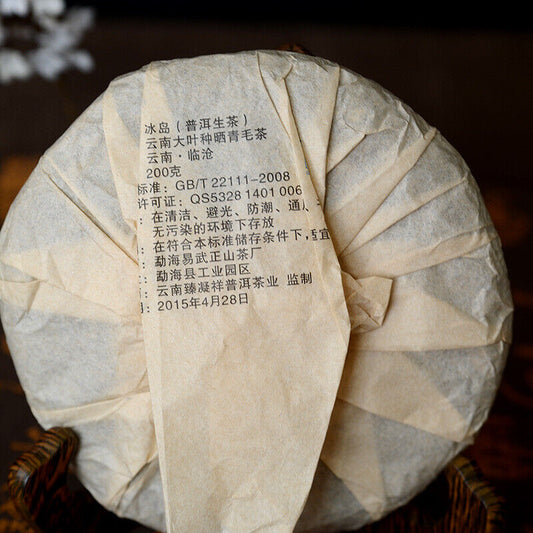 冰岛（普洱生茶）
云南大叶种晒青毛茶
云南·临沧
200克
标准：GB/T 22111-2008
许可证：QS5328 1401 006
：在清洁、避光、防潮、通
无污染的环境下存放
：在符合本标准储存条件下，适宜
：勐海易武正山茶厂
：勐海县工业园区
：云南臻凝祥普洱茶业 监制
：2015年4月28日